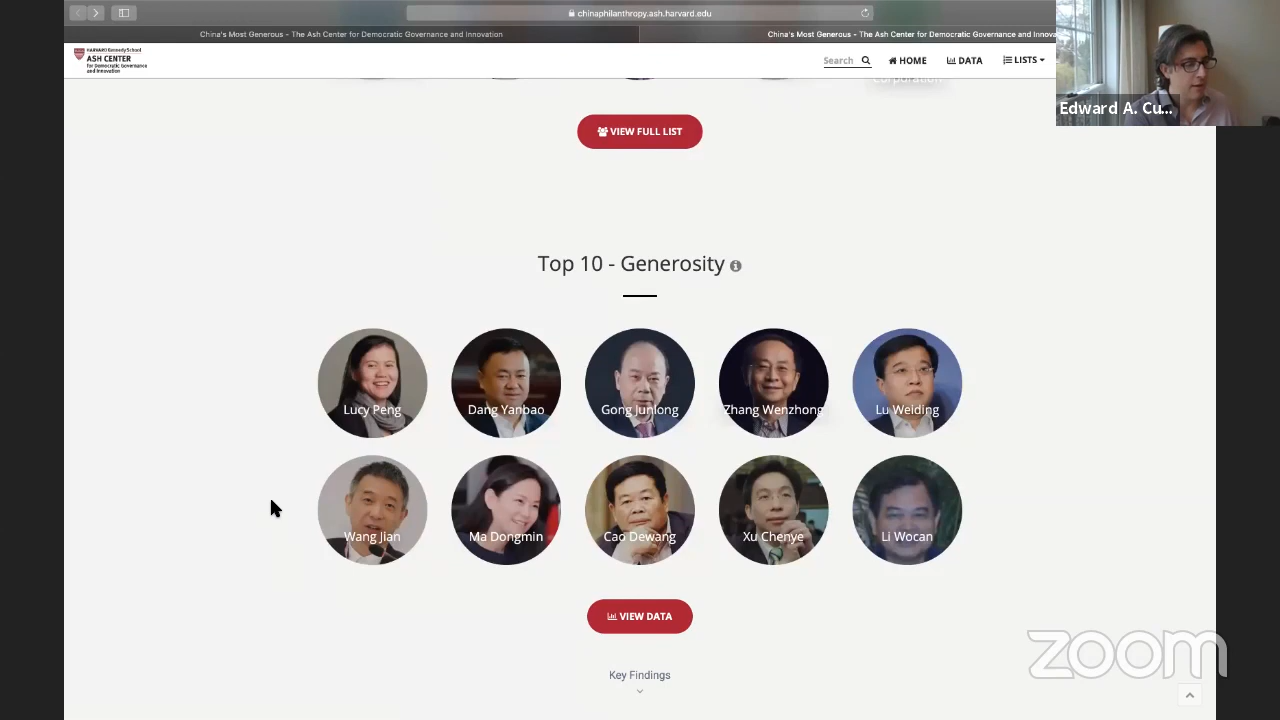 chinaphilanthropy.ash.harvard.edu
China's Most Generous - The Ash Center for Democratic Governance and Innovation
China's Most Generous - The Ash Center for Democratic Governance and Innova
HARVARD Kennedy School
ASH CENTER
for Democratic Governance
and Innovation
Search
HOME
DATA
LISTS
Corporation
Edward A. Cu...
VIEW FULL LIST
Top 10 - Generosity
Lucy Peng
Dang Yanbao
Gong Junlong
Zhang Wenzhong
Lu Weiding
Wang Jian
Ma Dongmin
Cao Dewang
Xu Chenye
Li Wocan
VIEW DATA
zoom
Key Findings